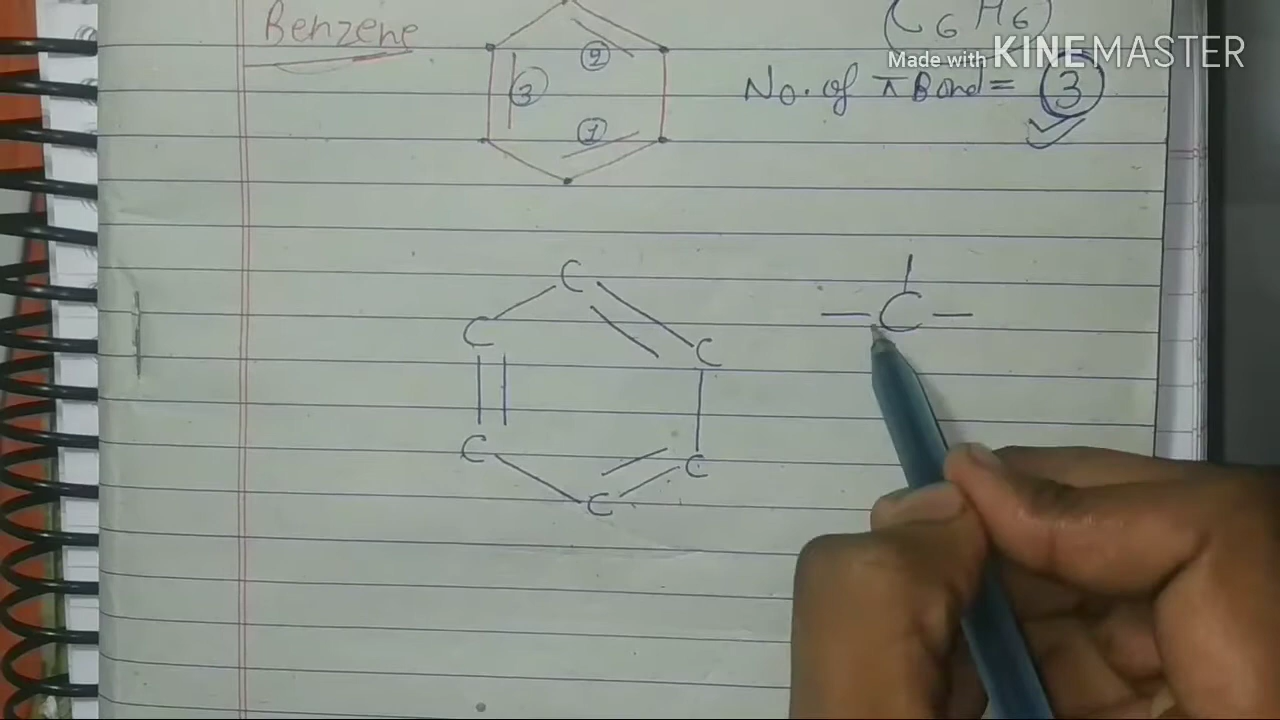 Benzene
(C6H6)
Made with KINEMASTER
②
③
No. of π Bond = ③
①
C
C
C
— C —
C
C
C